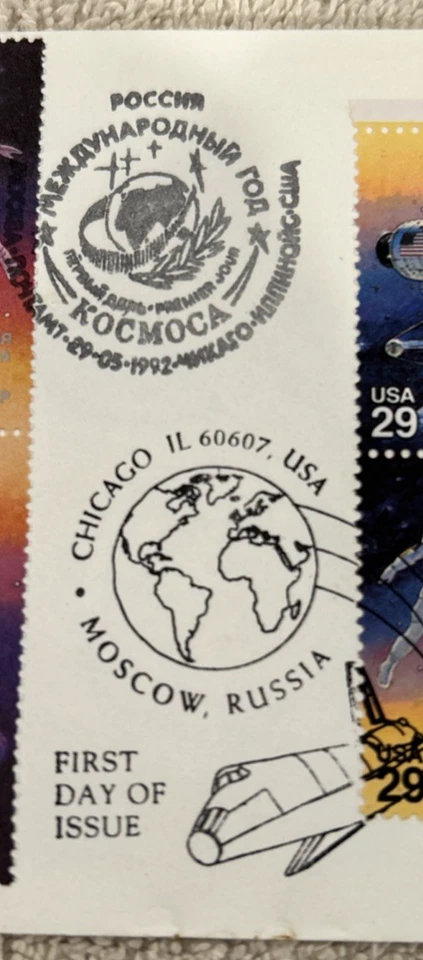 РОССИЯ
МЕЖДУНАРОДНЫЙ ГОД
ПЕРВЫЙ ДЕНЬ • PREMIER JOUR
КОСМОСА
29•05•1992•ЧИКАГО•ИЛЛИНОЙС•США
USA
29
CHICAGO IL 60607, USA
• MOSCOW, RUSSIA
FIRST
DAY OF
ISSUE
USA
29